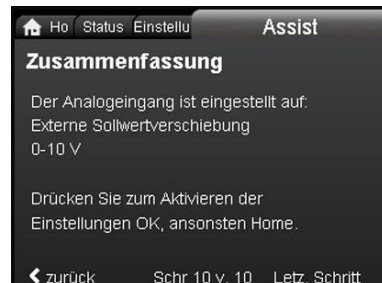 Ho Status Einstellu Assist
Zusammenfassung
Der Analogeingang ist eingestellt auf:
Externe Sollwertverschiebung
0-10 V
Drücken Sie zum Aktivieren der
Einstellungen OK, ansonsten Home.
zurück Schr 10 v. 10 Letz. Schritt